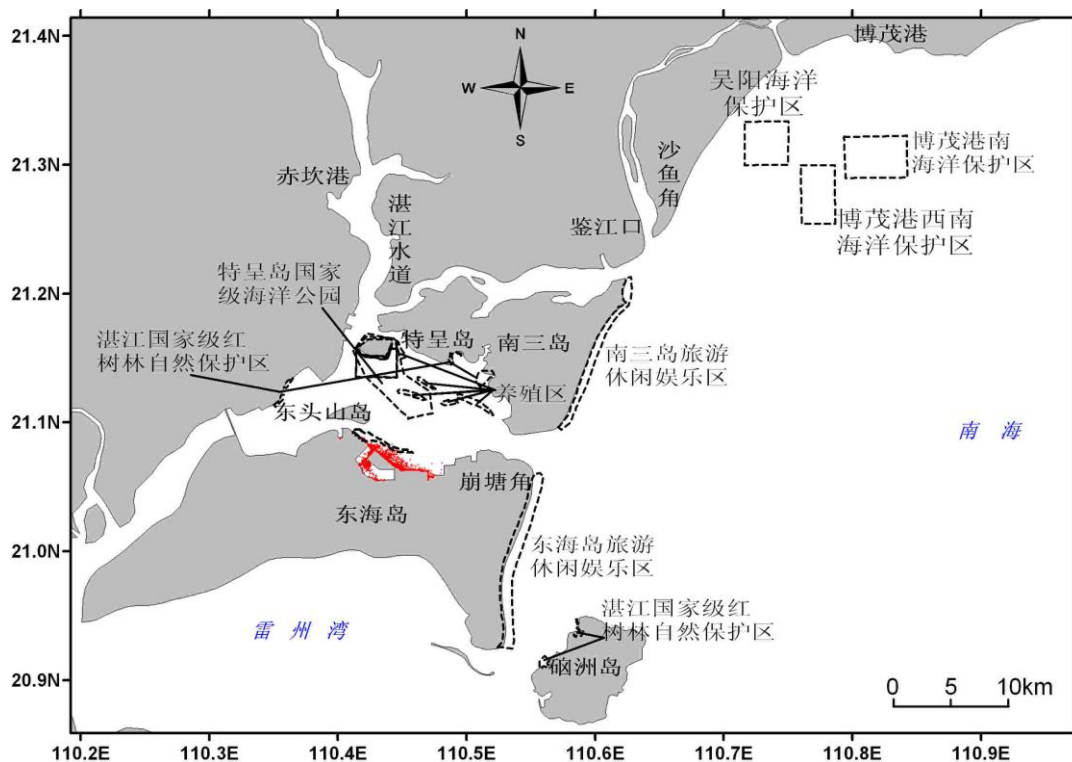 21.4N
21.3N
21.2N
21.1N
21.0N
20.9N
N
W
E
S
博茂港
吴阳海洋
保护区
博茂港南
海洋保护区
博茂港西南
海洋保护区
沙鱼角
鉴江口
赤坎港
湛江水道
特呈岛国家
级海洋公园
湛江国家级红
树林自然保护区
特呈岛
南三岛
养殖区
南三岛旅游
休闲娱乐区
东头山岛
南 海
崩塘角
东海岛
东海岛旅游
休闲娱乐区
雷 州 湾
湛江国家级红
树林自然保护区
硇洲岛
0 5 10km
110.2E 110.3E 110.4E 110.5E 110.6E 110.7E 110.8E 110.9E